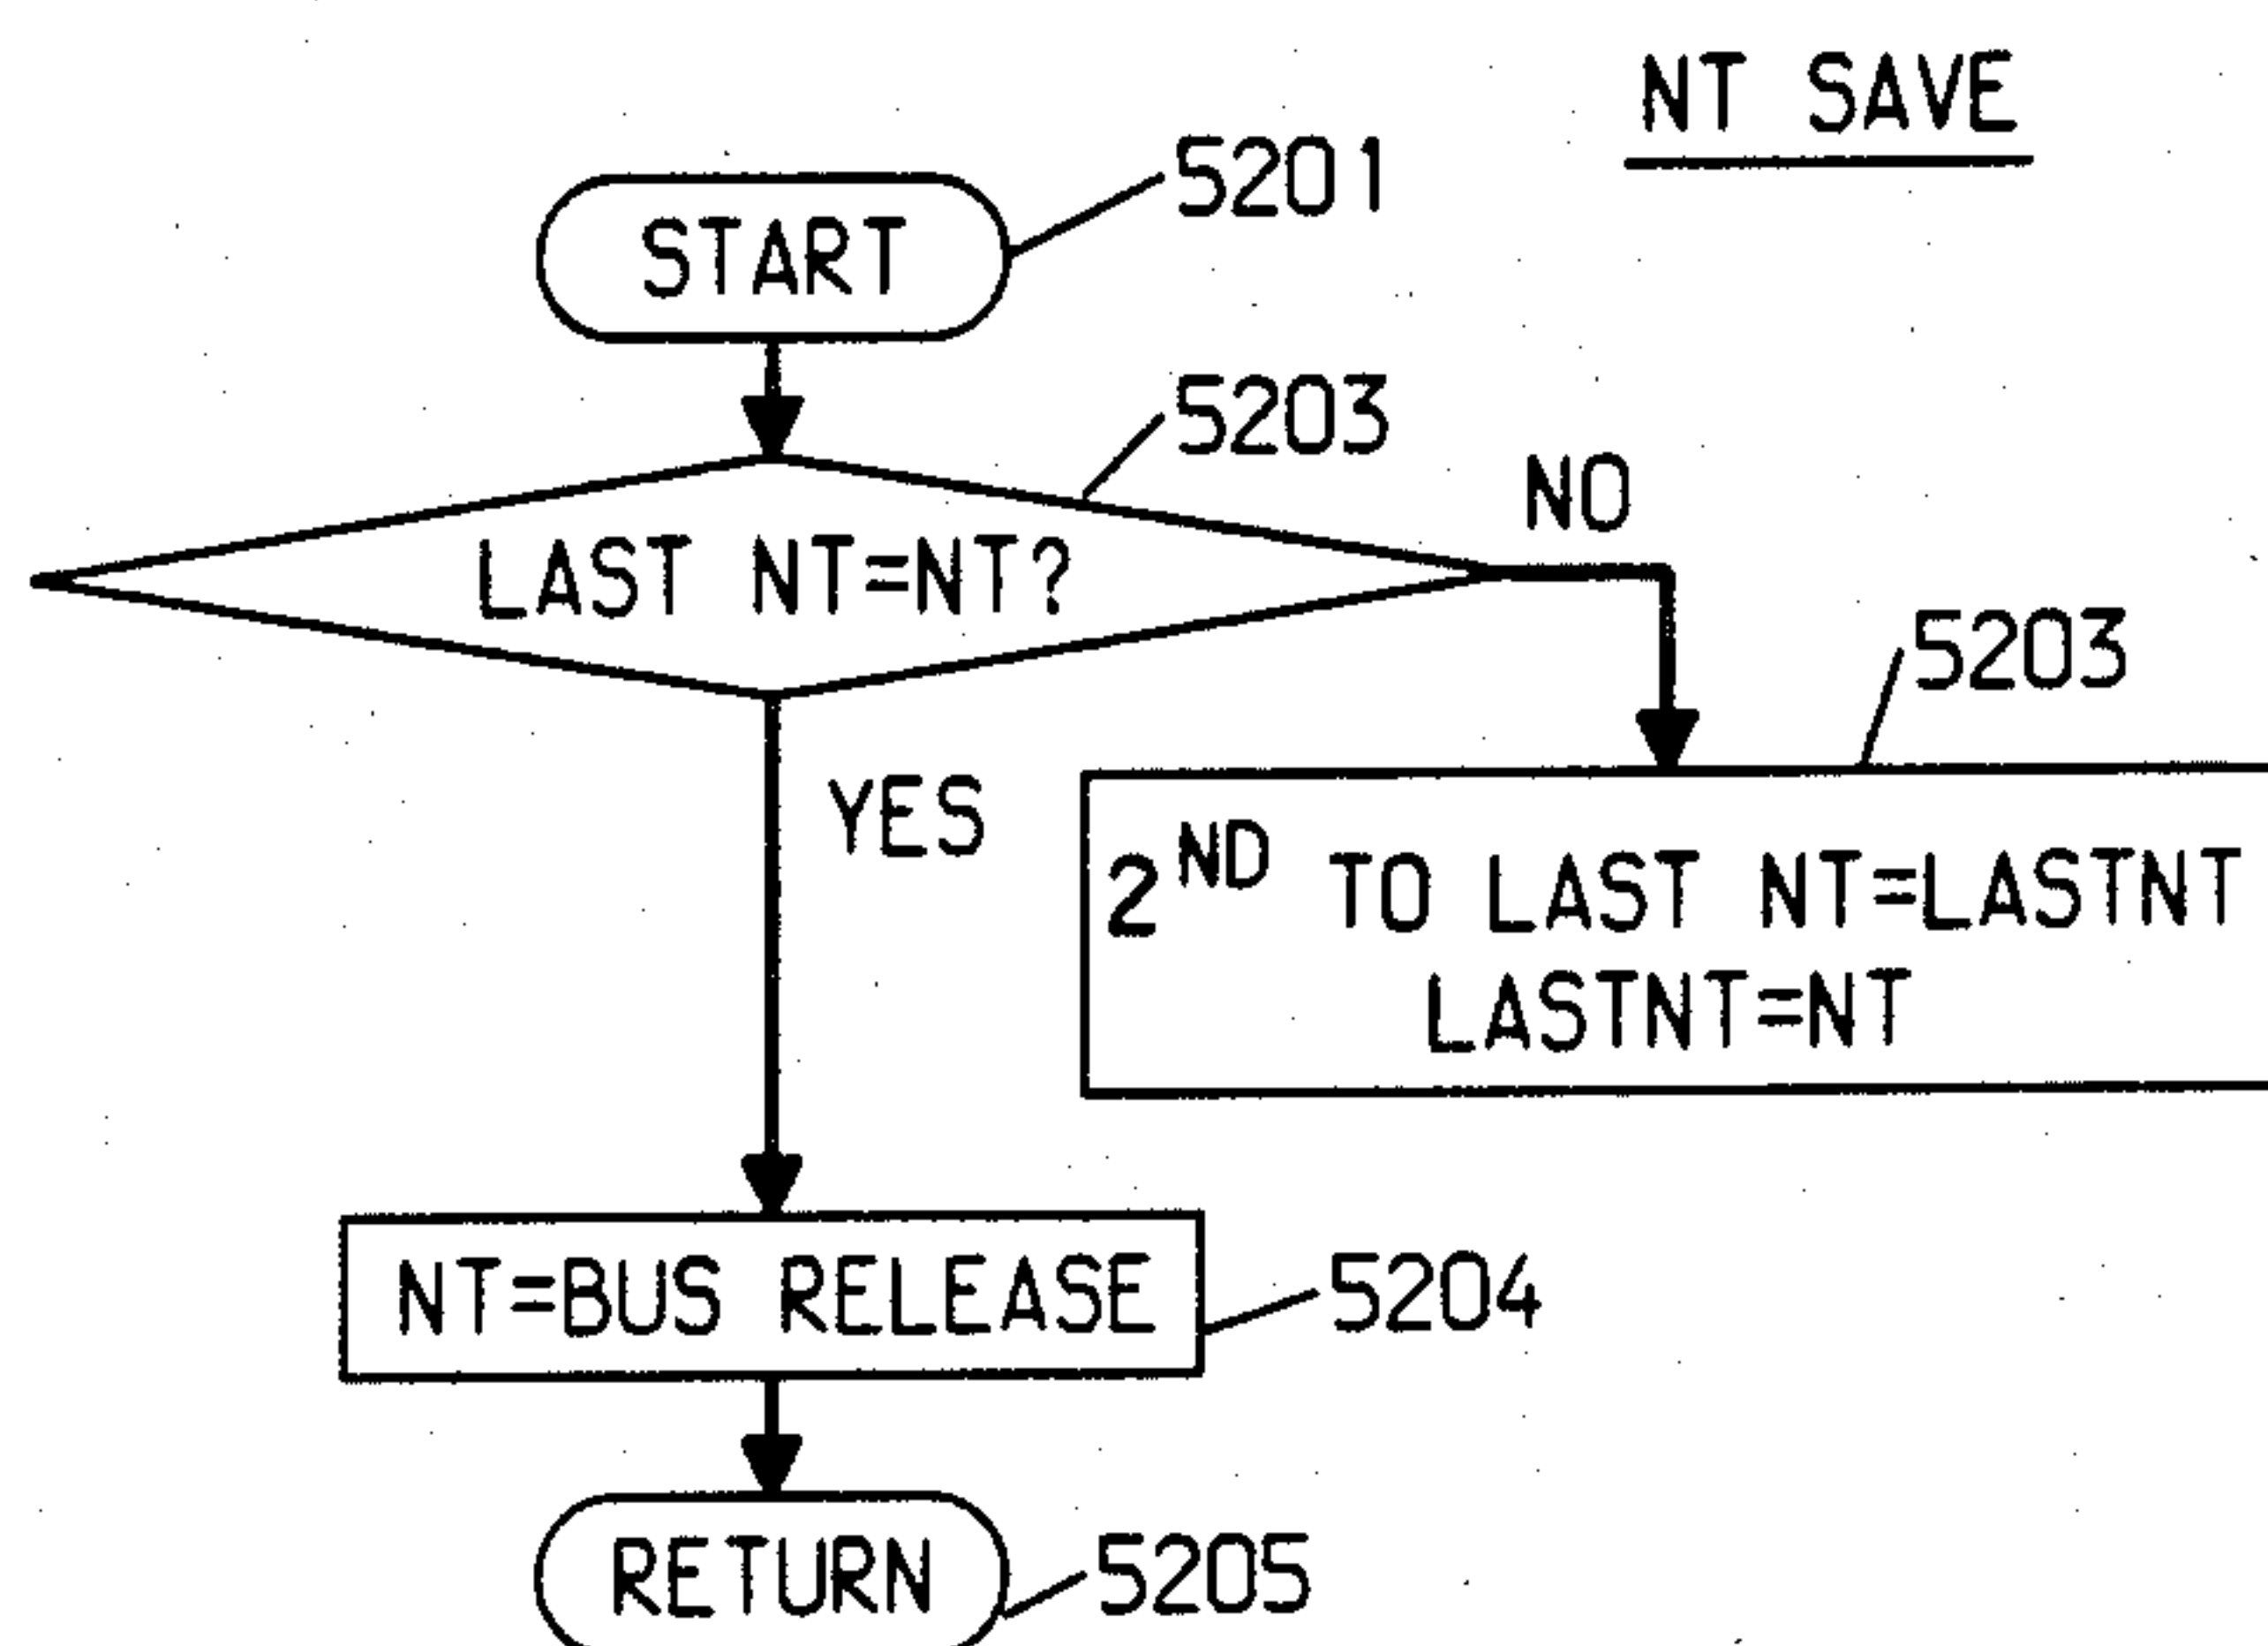 NT SAVE
5201
START
5203
NO
LAST NT=NT?
5203
YES
2ND TO LAST NT=LASTNT
LASTNT=NT
NT=BUS RELEASE
5204
RETURN
5205